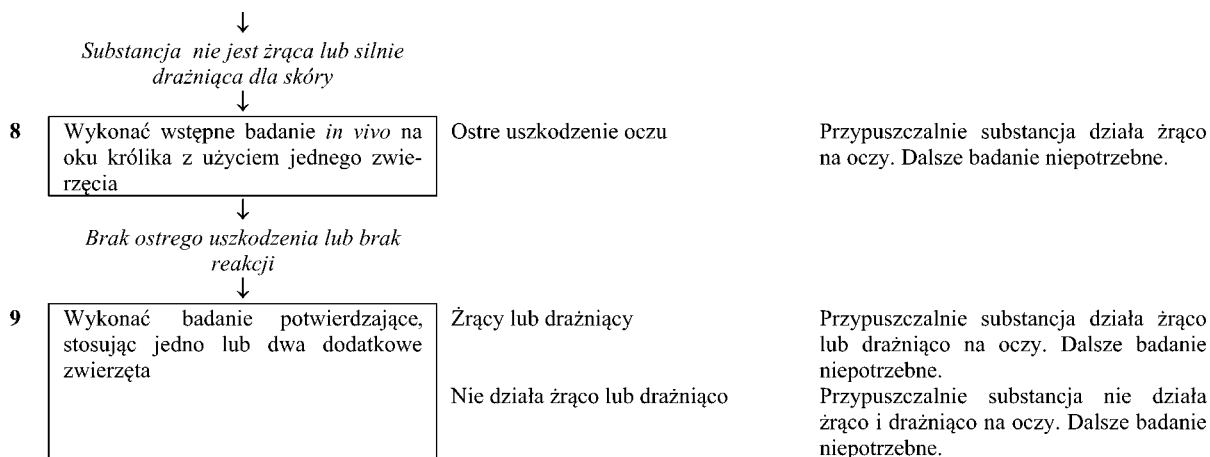 ↓
Substancja nie jest żrąca lub silnie
drażniąca dla skóry
↓
8 Wykonać wstępne badanie in vivo na Ostre uszkodzenie oczu Przypuszczalnie substancja działa żrąco
oku królika z użyciem jednego zwie- na oczy. Dalsze badanie niepotrzebne.
rzęcia
↓
Brak ostrego uszkodzenia lub brak
reakcji
↓
9 Wykonać badanie potwierdzające, Żrący lub drażniący Przypuszczalnie substancja działa żrąco
stosując jedno lub dwa dodatkowe lub drażniąco na oczy. Dalsze badanie
zwierzęta niepotrzebne.
Nie działa żrąco lub drażniąco Przypuszczalnie substancja nie działa
żrąco i drażniąco na oczy. Dalsze badanie
niepotrzebne.